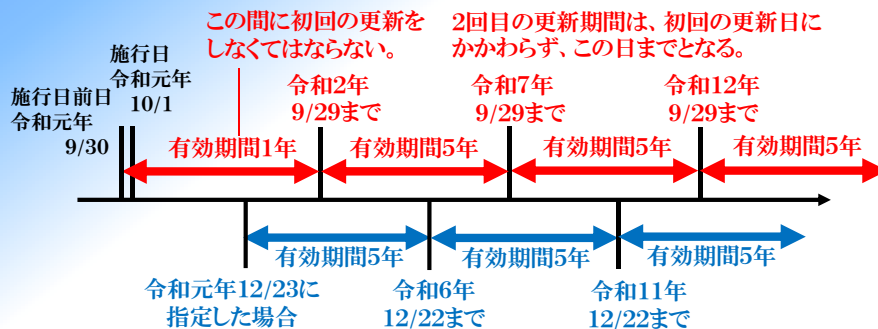 この間に初回の更新を
しなくてはならない。
2回目の更新期間は、初回の更新日に
かかわらず、この日までとなる。
施行日
令和元年
10/1
施行日前日
令和元年
9/30
令和2年
9/29まで
令和7年
9/29まで
令和12年
9/29まで
有効期間1年
有効期間5年
有効期間5年
有効期間5年
有効期間5年
有効期間5年
有効期間5年
令和元年12/23に
指定した場合
令和6年
12/22まで
令和11年
12/22まで